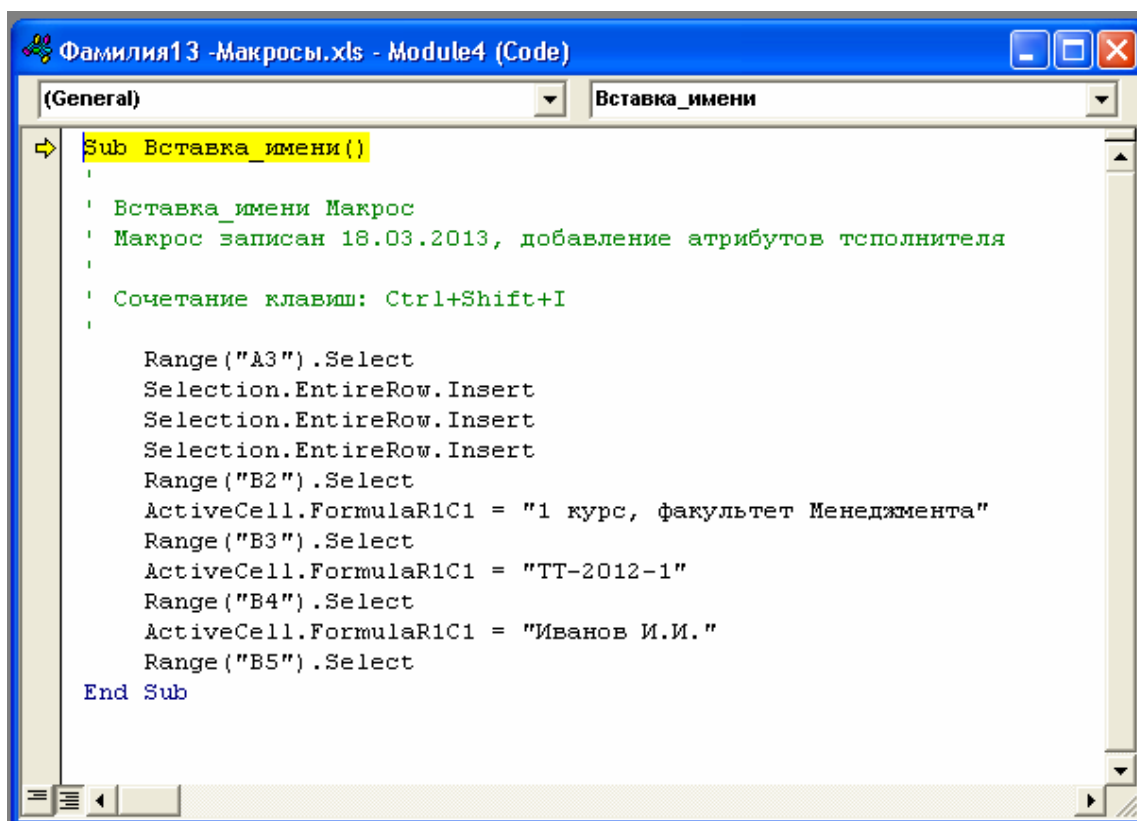 Фамилия13 -Макросы.xls - Module4 (Code)
(General) Вставка_имени
Sub Вставка_имени()
'
' Вставка_имени Макрос
' Макрос записан 18.03.2013, добавление атрибутов тсполнителя
'
' Сочетание клавиш: Ctrl+Shift+I
'
Range("A3").Select
Selection.EntireRow.Insert
Selection.EntireRow.Insert
Selection.EntireRow.Insert
Range("B2").Select
ActiveCell.FormulaR1C1 = "1 курс, факультет Менеджмента"
Range("B3").Select
ActiveCell.FormulaR1C1 = "ТТ-2012-1"
Range("B4").Select
ActiveCell.FormulaR1C1 = "Иванов И.И."
Range("B5").Select
End Sub